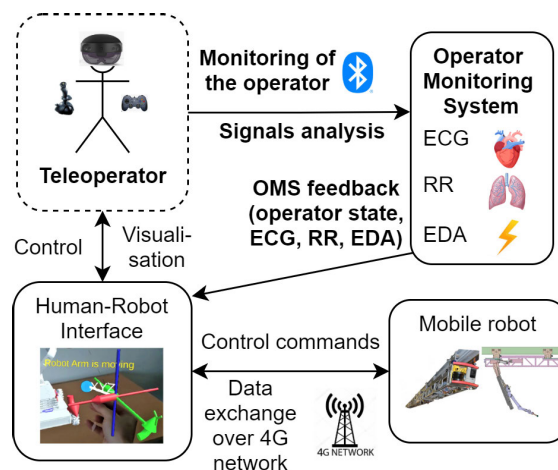 Monitoring of
the operator
Signals analysis
Teleoperator
Operator
Monitoring
System
ECG
RR
EDA
OMS feedback
(operator state,
ECG, RR, EDA)
Control
Visuali-
sation
Human-Robot
Interface
Robot Arm is moving
Control commands
Data
exchange
over 4G
network
4G NETWORK
Mobile robot